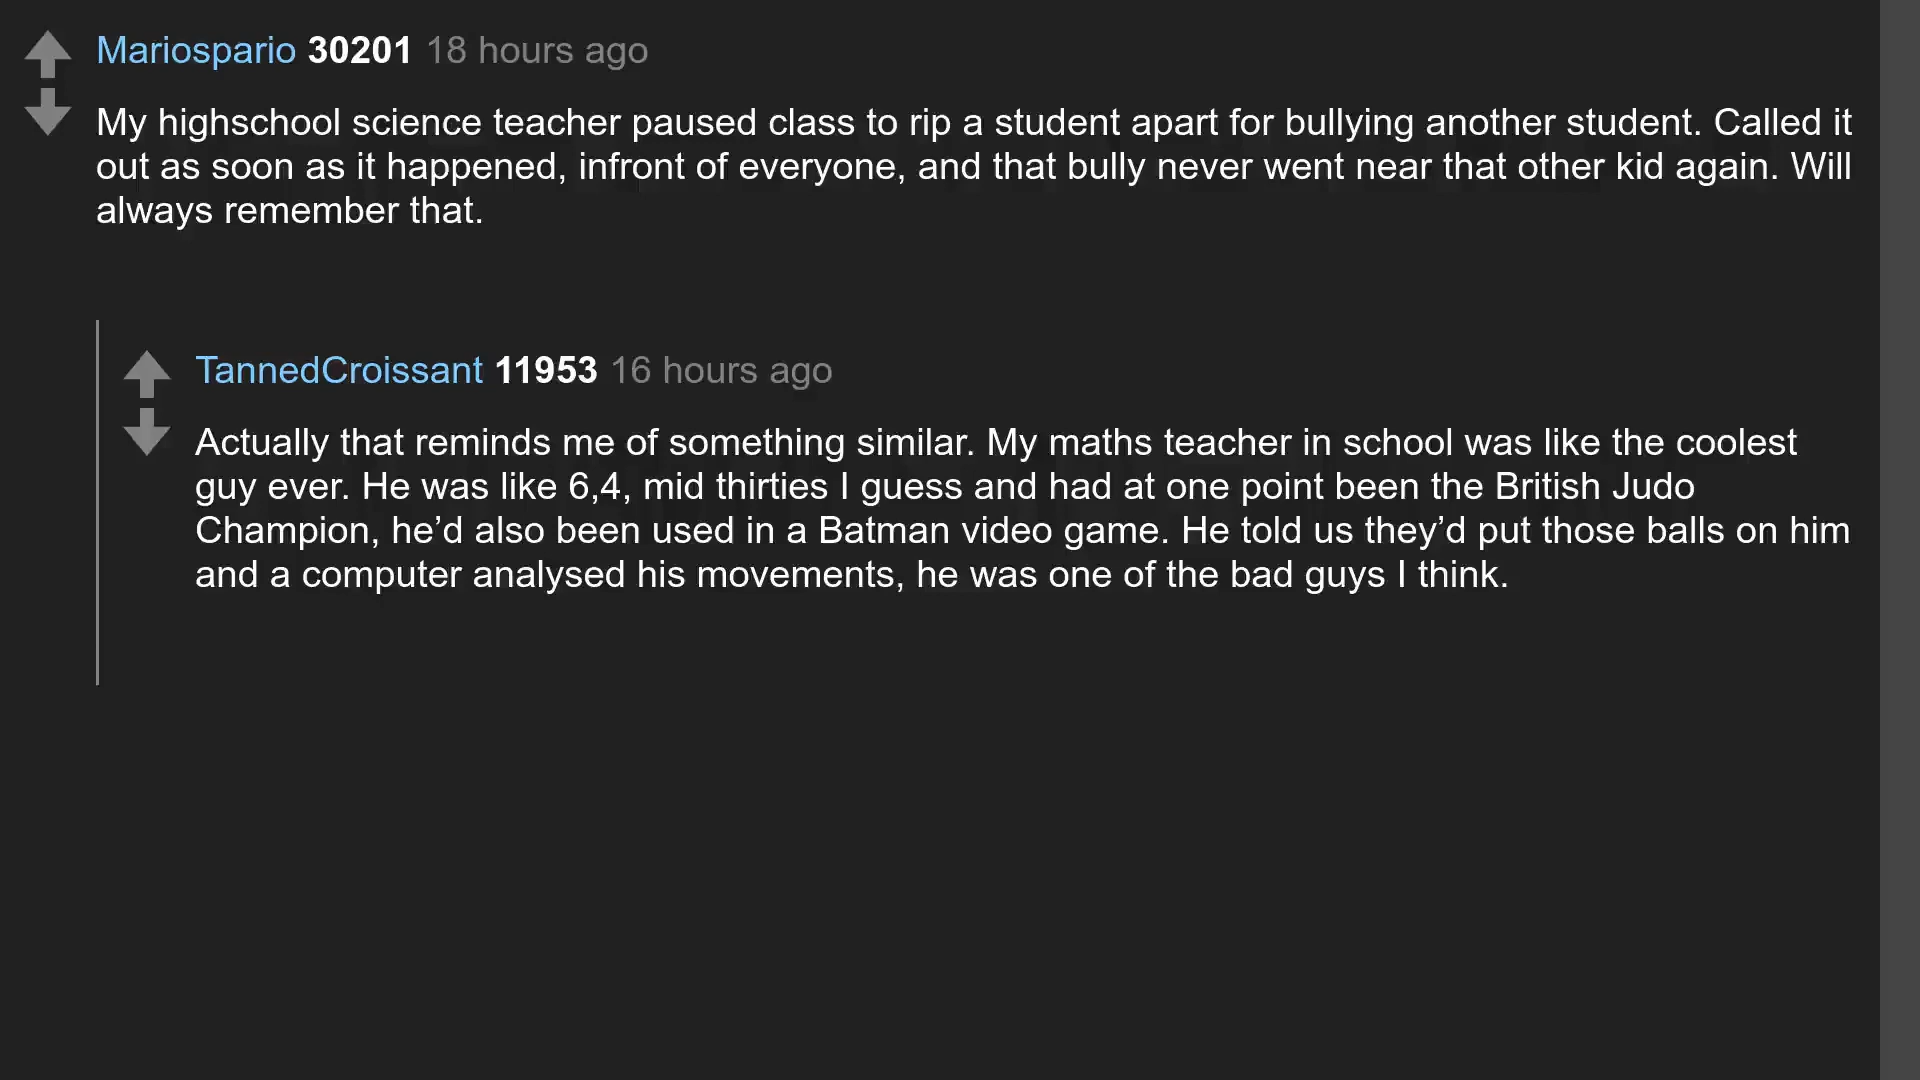 Mariospario 30201 18 hours ago
My highschool science teacher paused class to rip a student apart for bullying another student. Called it
out as soon as it happened, infront of everyone, and that bully never went near that other kid again. Will
always remember that.
TannedCroissant 11953 16 hours ago
Actually that reminds me of something similar. My maths teacher in school was like the coolest
guy ever. He was like 6,4, mid thirties I guess and had at one point been the British Judo
Champion, he’d also been used in a Batman video game. He told us they’d put those balls on him
and a computer analysed his movements, he was one of the bad guys I think.